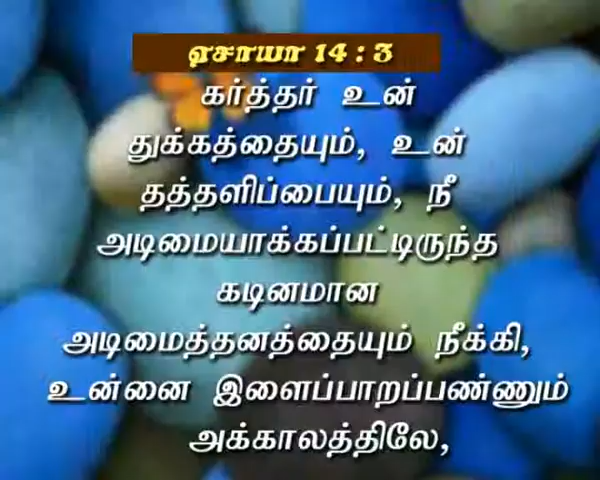 ஏசாயா 14 : 3
கர்த்தர் உன்
துக்கத்தையும், உன்
தத்தளிப்பையும், நீ
அடிமையாக்கப்பட்டிருந்த
கடினமான
அடிமைத்தனத்தையும் நீக்கி,
உன்னை இளைப்பாறப்பண்ணும்
அக்காலத்திலே,